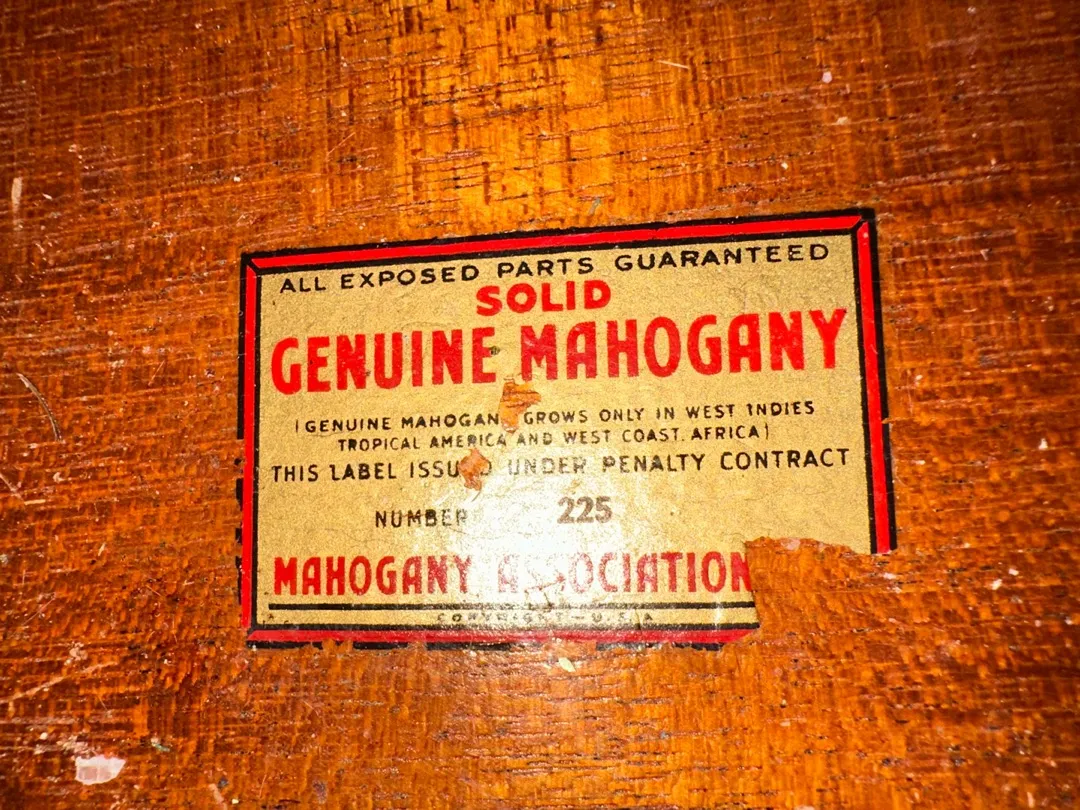 ALL EXPOSED PARTS GUARANTEED
SOLID
GENUINE MAHOGANY
(GENUINE MAHOGAN GROWS ONLY IN WEST INDIES
TROPICAL AMERICA AND WEST COAST. AFRICA)
THIS LABEL ISSUED UNDER PENALTY CONTRACT
NUMBER 225
MAHOGANY ASSOCIATION
COPYRIGHT - U.S.A